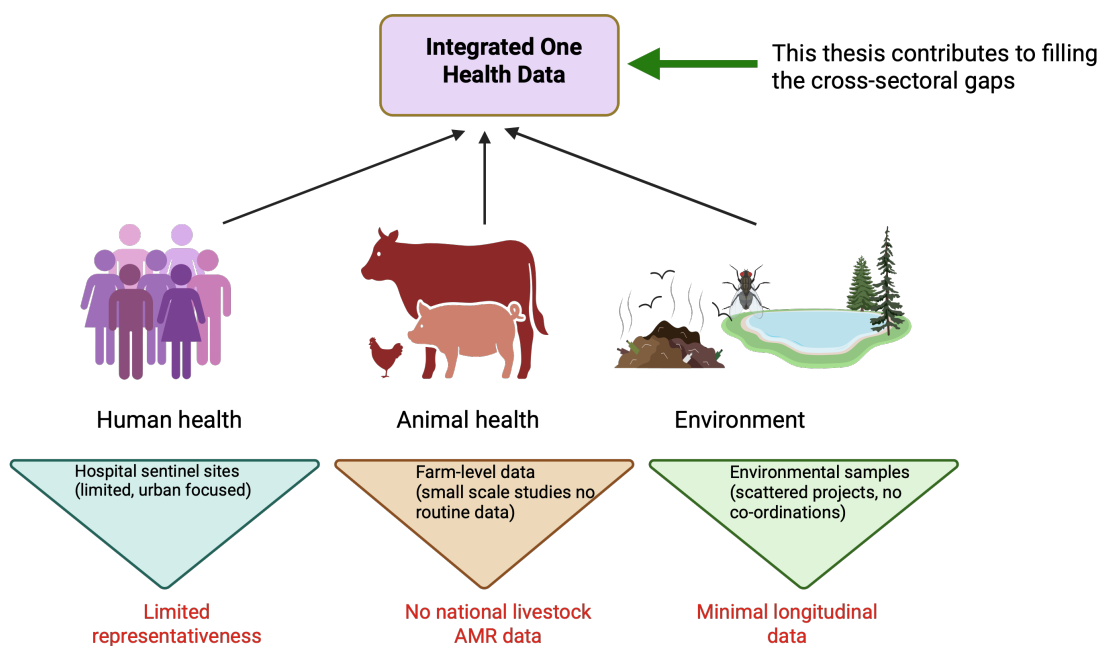 Integrated One
Health Data
This thesis contributes to filling
the cross-sectoral gaps
Human health
Animal health
Environment
Hospital sentinel sites
(limited, urban focused)
Farm-level data
(small scale studies no
routine data)
Environmental samples
(scattered projects, no
co-ordinations)
Limited
representativeness
No national livestock
AMR data
Minimal longitudinal
data